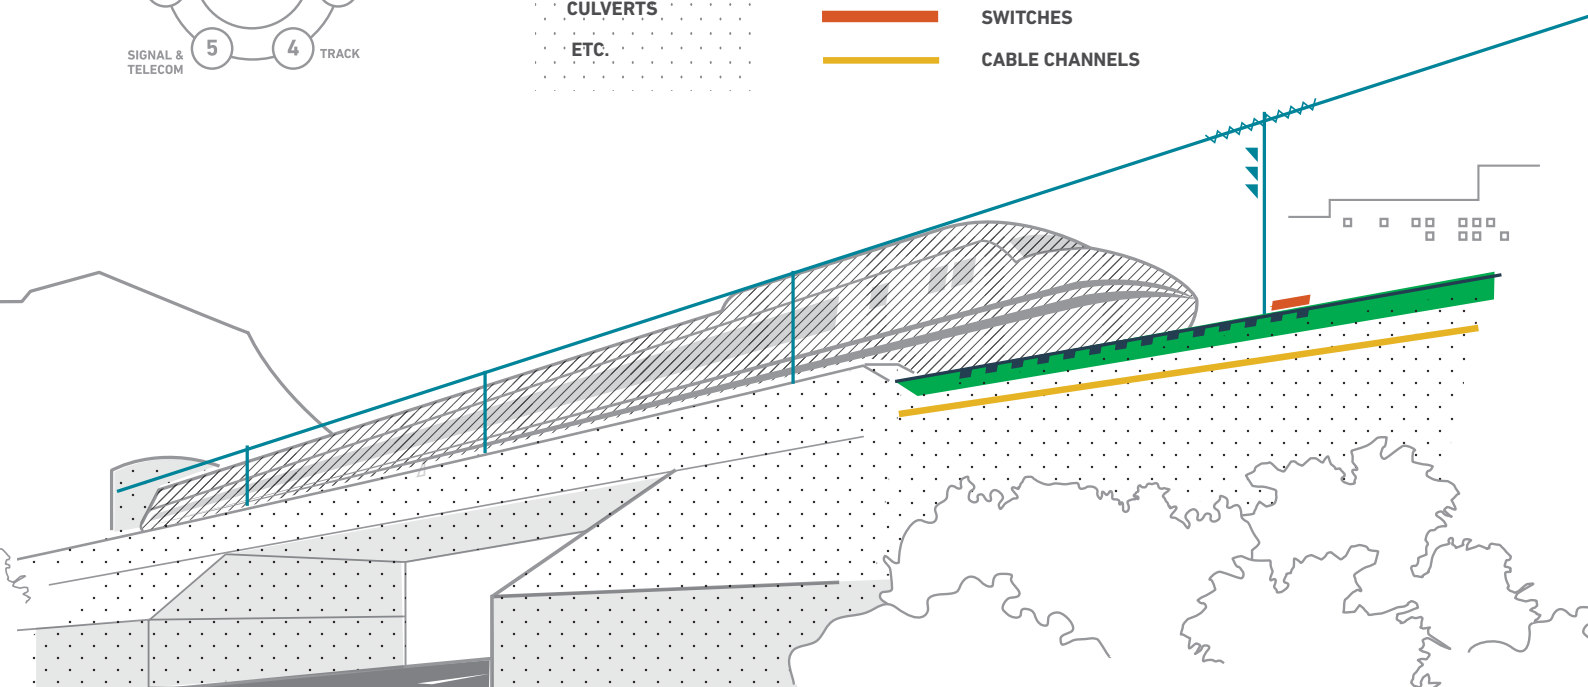 CULVERTS
ETC.
SWITCHES
CABLE CHANNELS
SIGNAL &
TELECOM
5
4
TRACK